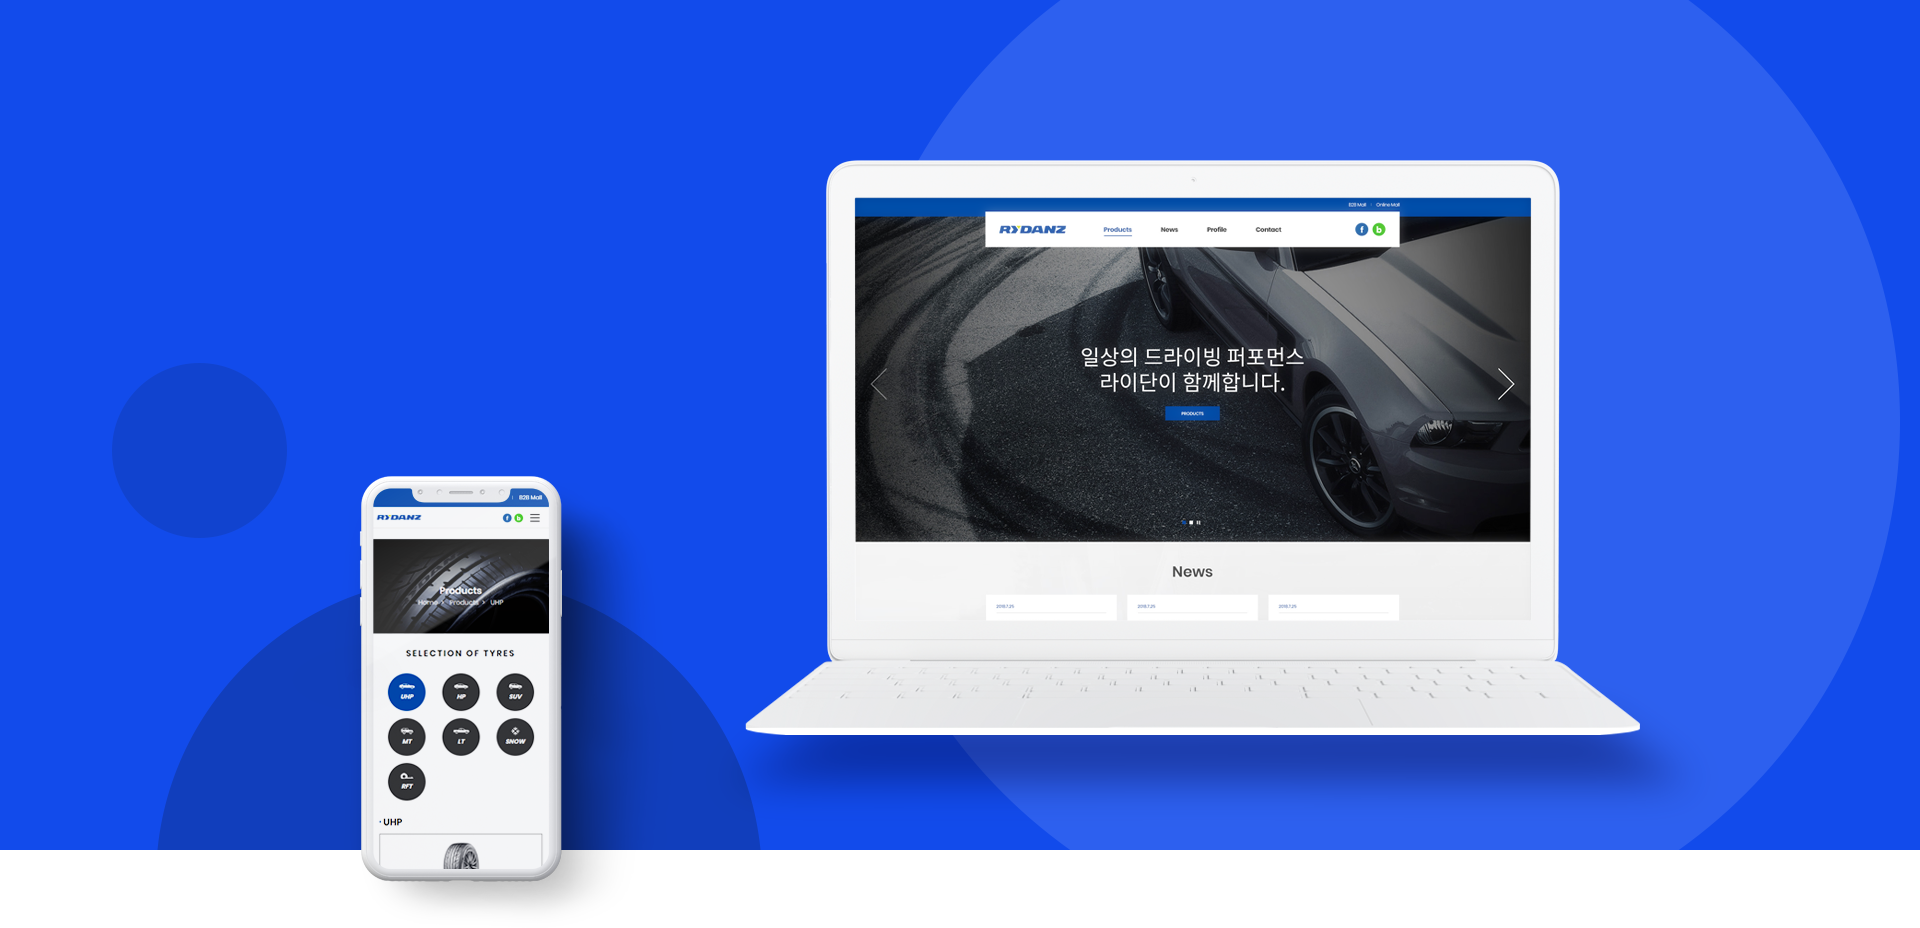 B2B Mall | Online Mall
RYDANZ Products News Profile Contact
일상의 드라이빙 퍼포먼스
라이단이 함께합니다.
PRODUCTS
News
2018.7.25 2018.7.25 2018.7.25
| B2B Mall
RYDANZ
Products
Home > Products > UHP
SELECTION OF TYRES
UHP HP SUV
MT LT SNOW
RFT
· UHP